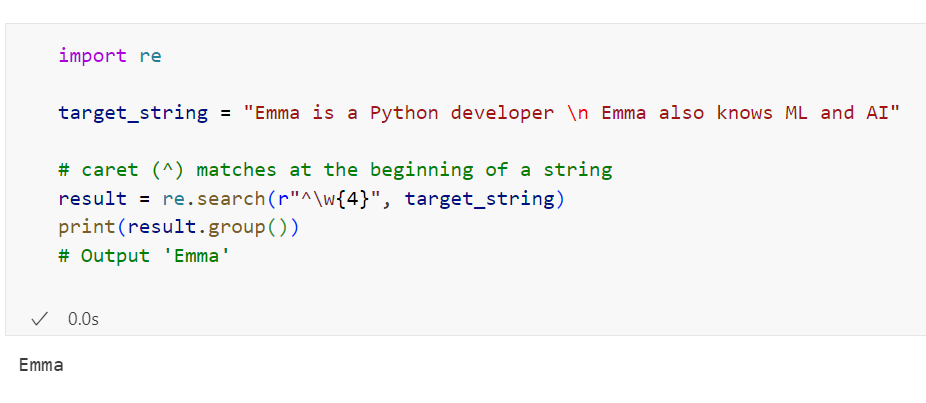 import re
target_string = "Emma is a Python developer \n Emma also knows ML and AI"
# caret (^) matches at the beginning of a string
result = re.search(r"^\w{4}", target_string)
print(result.group())
# Output 'Emma'
0.0s
Emma